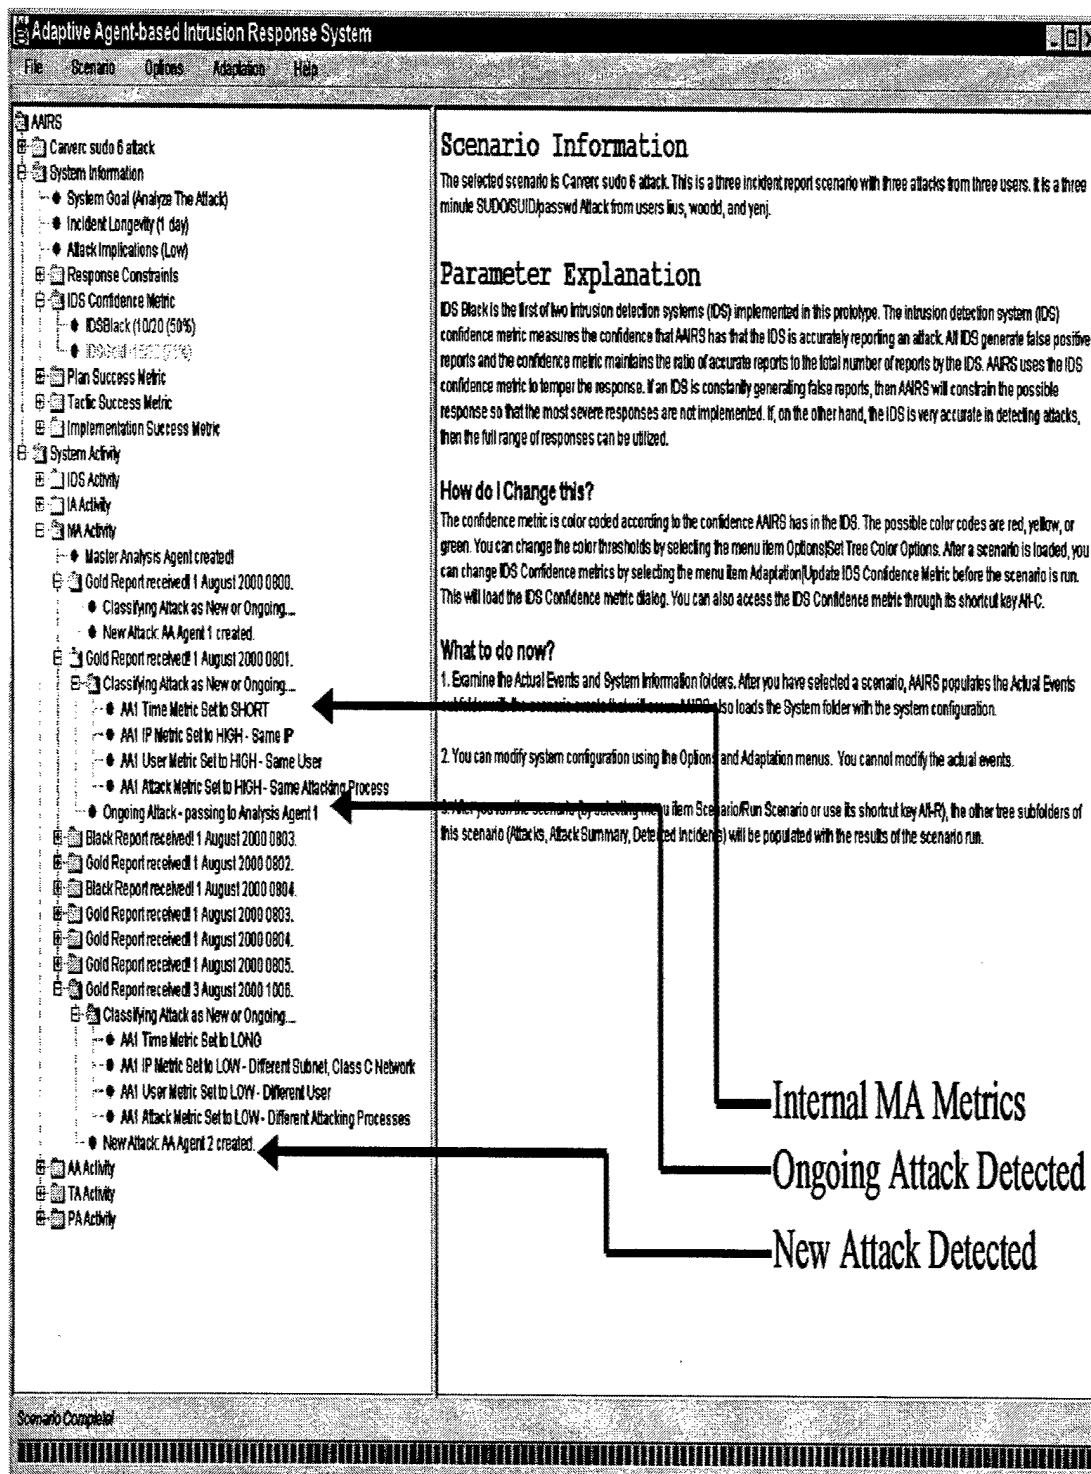 Adaptive Agent-based Intrusion Response System
File Scenario Options Adaptation Help
AAIRS
Carverc sudo 6 attack
System Information
System Goal (Analyze The Attack)
Incident Longevity (1 day)
Attack Implications (Low)
Response Constraints
IDS Confidence Metric
IDSBlack (10/20 (50%)
Plan Success Metric
Tactic Success Metric
Implementation Success Metric
System Activity
IDS Activity
IA Activity
MA Activity
Master Analysis Agent created!
Gold Report received! 1 August 2000 0800.
Classifying Attack as New or Ongoing...
New Attack: AA Agent 1 created.
Gold Report received! 1 August 2000 0801.
Classifying Attack as New or Ongoing...
AA1 Time Metric Set to SHORT
AA1 IP Metric Set to HIGH - Same IP
AA1 User Metric Set to HIGH - Same User
AA1 Attack Metric Set to HIGH - Same Attacking Process
Ongoing Attack - passing to Analysis Agent 1
Black Report received! 1 August 2000 0803.
Gold Report received! 1 August 2000 0802.
Black Report received! 1 August 2000 0804.
Gold Report received! 1 August 2000 0803.
Gold Report received! 1 August 2000 0804.
Gold Report received! 1 August 2000 0805.
Gold Report received! 3 August 2000 1006.
Classifying Attack as New or Ongoing...
AA1 Time Metric Set to LONG
AA1 IP Metric Set to LOW - Different Subnet, Class C Network
AA1 User Metric Set to LOW - Different User
AA1 Attack Metric Set to LOW - Different Attacking Processes
New Attack: AA Agent 2 created.
AA Activity
TA Activity
PA Activity
Scenario Information
The selected scenario is Carverc sudo 6 attack. This is a three incident report scenario with three attacks from three users. It is a three
minute SUDO/SUID/passwd Attack from users lius, woodd, and yenj.
Parameter Explanation
IDS Black is the first of two intrusion detection systems (IDS) implemented in this prototype. The intrusion detection system (IDS)
confidence metric measures the confidence that AAIRS has that the IDS is accurately reporting an attack. All IDS generate false positive
reports and the confidence metric maintains the ratio of accurate reports to the total number of reports by the IDS. AAIRS uses the IDS
confidence metric to temper the response. If an IDS is constantly generating false reports, then AAIRS will constrain the possible
response so that the most severe responses are not implemented. If, on the other hand, the IDS is very accurate in detecting attacks,
then the full range of responses can be utilized.
How do I Change this?
The confidence metric is color coded according to the confidence AAIRS has in the IDS. The possible color codes are red, yellow, or
green. You can change the color thresholds by selecting the menu item Options|Set Tree Color Options. After a scenario is loaded, you
can change IDS Confidence metrics by selecting the menu item Adaptation|Update IDS Confidence Metric before the scenario is run.
This will load the IDS Confidence metric dialog. You can also access the IDS Confidence metric through its shortcut key Alt-C.
What to do now?
1. Examine the Actual Events and System Information folders. After you have selected a scenario, AAIRS populates the Actual Events
also loads the System folder with the system configuration.
2. You can modify system configuration using the Options and Adaptation menus. You cannot modify the actual events.
menu item Scenario/Run Scenario or use its shortcut key Alt-R), the other tree subfolders of
this scenario (Attacks, Attack Summary, Detected Incidents) will be populated with the results of the scenario run.
Internal MA Metrics
Ongoing Attack Detected
New Attack Detected
Scenario Complete!